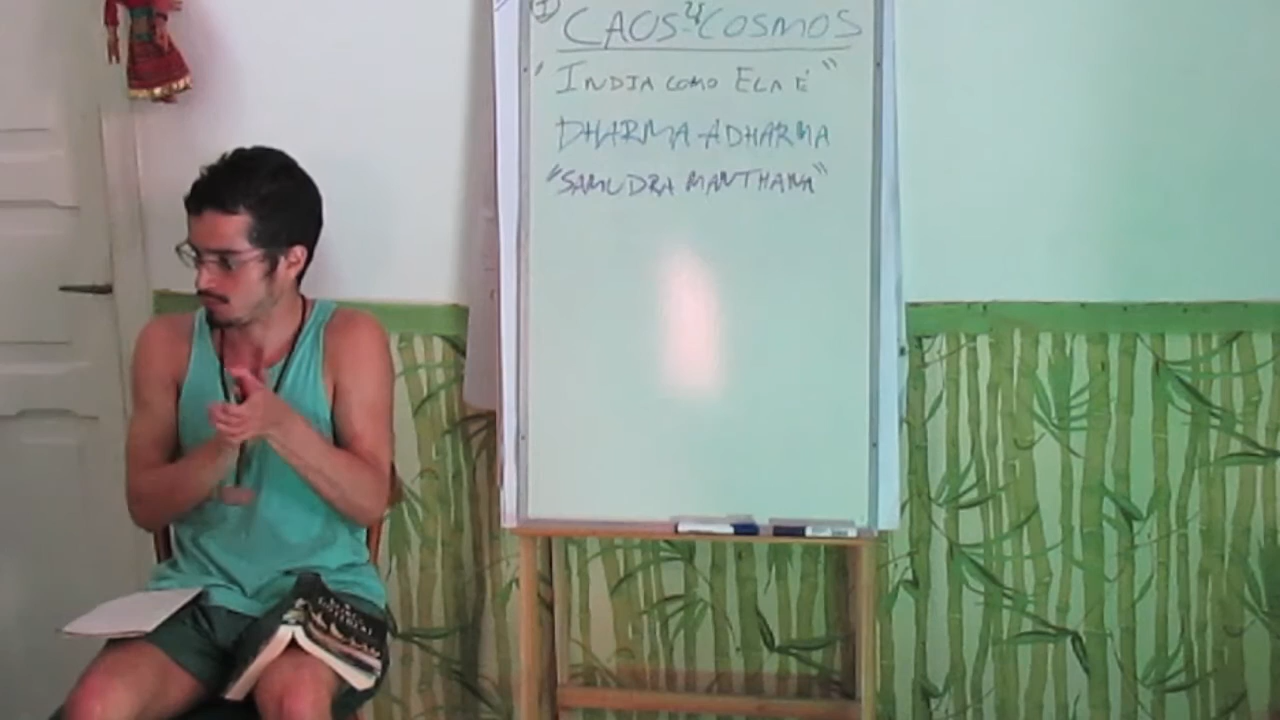 I CAOS y COSMOS
"INDIA COMO ELA É"
DHARMA-ADHARMA
"SAMUDRA MANTHANA"